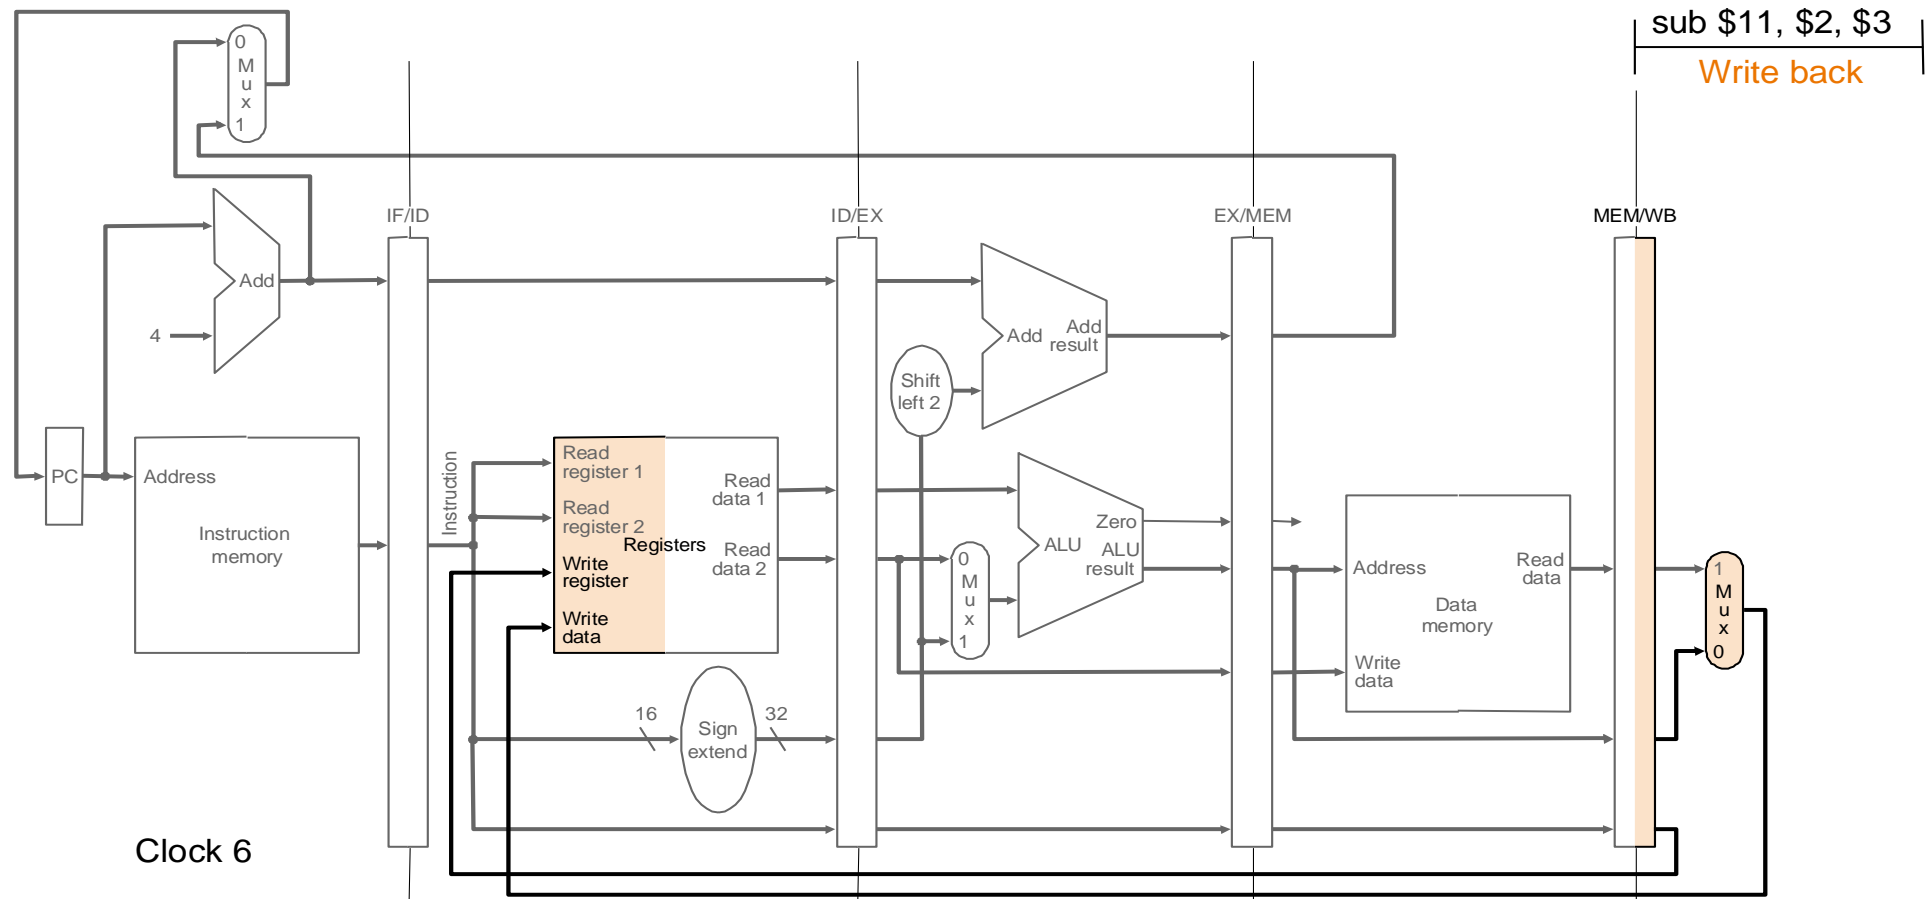 sub $11, $2, $3
Write back
0
M
u
x
1
IF/ID
ID/EX
EX/MEM
MEM/WB
Add
4
Add
Add
result
Shift
left 2
PC
Address
Instruction
memory
Instruction
Read
register 1
Read
register 2
Write
register
Write
data
Registers
Read
data 1
Read
data 2
0
M
u
x
1
Zero
ALU
ALU
result
Address
Read
data
Data
memory
Write
data
1
M
u
x
0
16
Sign
extend
32
Clock 6